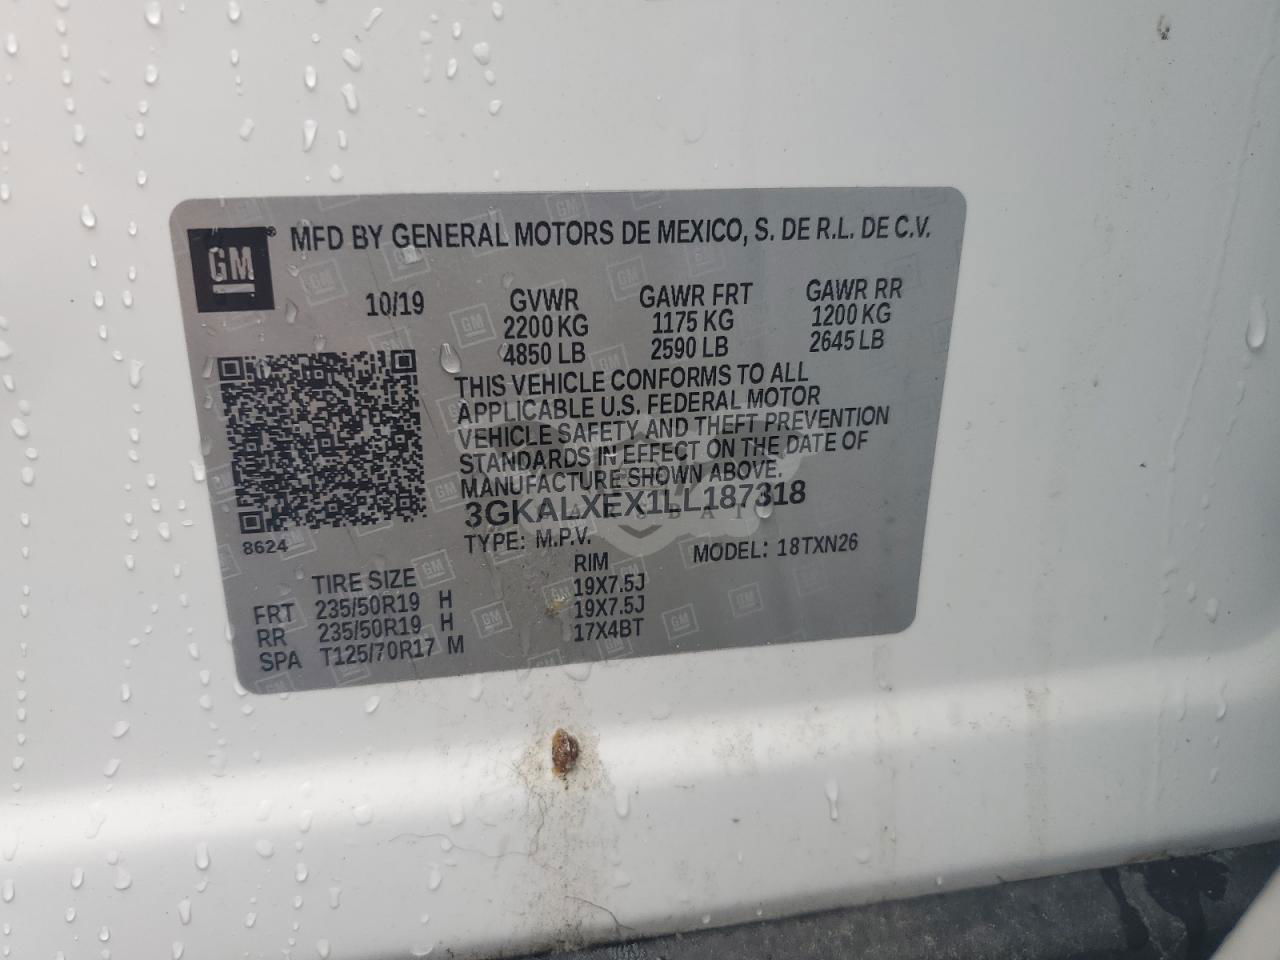 GM® MFD BY GENERAL MOTORS DE MEXICO, S. DE R.L. DE C.V.
10/19 GVWR GAWR FRT GAWR RR
2200 KG 1175 KG 1200 KG
4850 LB 2590 LB 2645 LB
THIS VEHICLE CONFORMS TO ALL
APPLICABLE U.S. FEDERAL MOTOR
VEHICLE SAFETY AND THEFT PREVENTION
STANDARDS IN EFFECT ON THE DATE OF
MANUFACTURE SHOWN ABOVE.
3GKALXEX1LL187318
8624 TYPE: M.P.V. MODEL: 18TXN26
TIRE SIZE RIM
FRT 235/50R19 H 19X7.5J
RR 235/50R19 H 19X7.5J
SPA T125/70R17 M 17X4BT